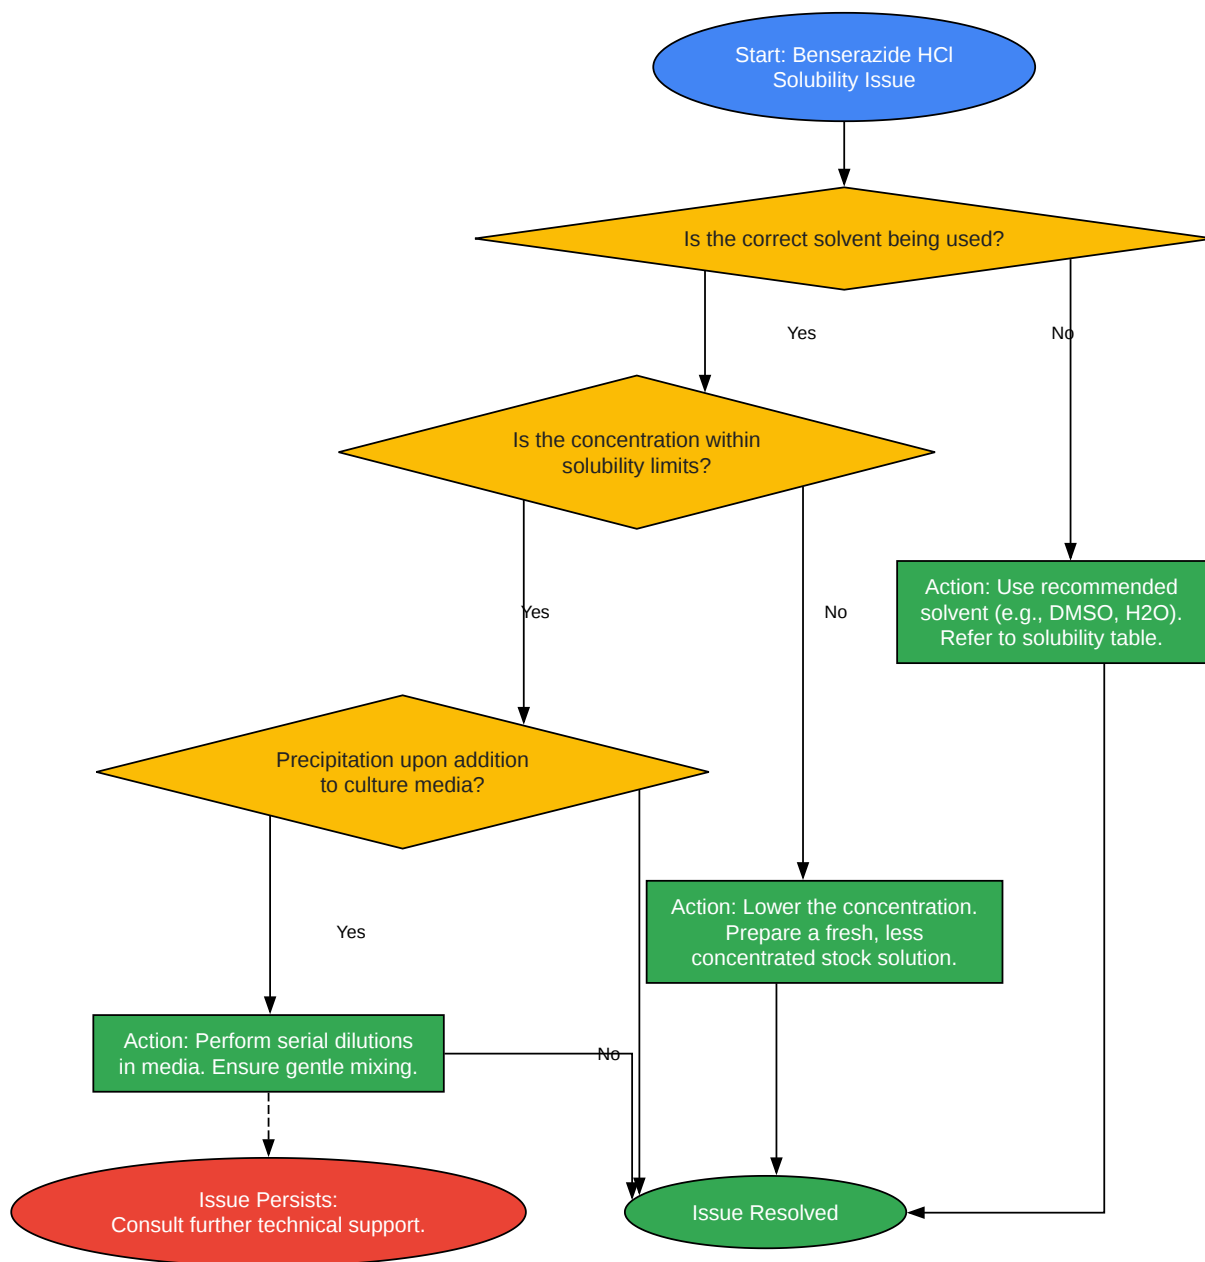 Start: Benserazide HCl
Solubility Issue
Is the correct solvent being used?
Yes
No
Is the concentration within
solubility limits?
Yes
No
Action: Use recommended
solvent (e.g., DMSO, H2O).
Refer to solubility table.
Precipitation upon addition
to culture media?
Yes
Action: Lower the concentration.
Prepare a fresh, less
concentrated stock solution.
Action: Perform serial dilutions
in media. Ensure gentle mixing.
No
Issue Persists:
Consult further technical support.
Issue Resolved